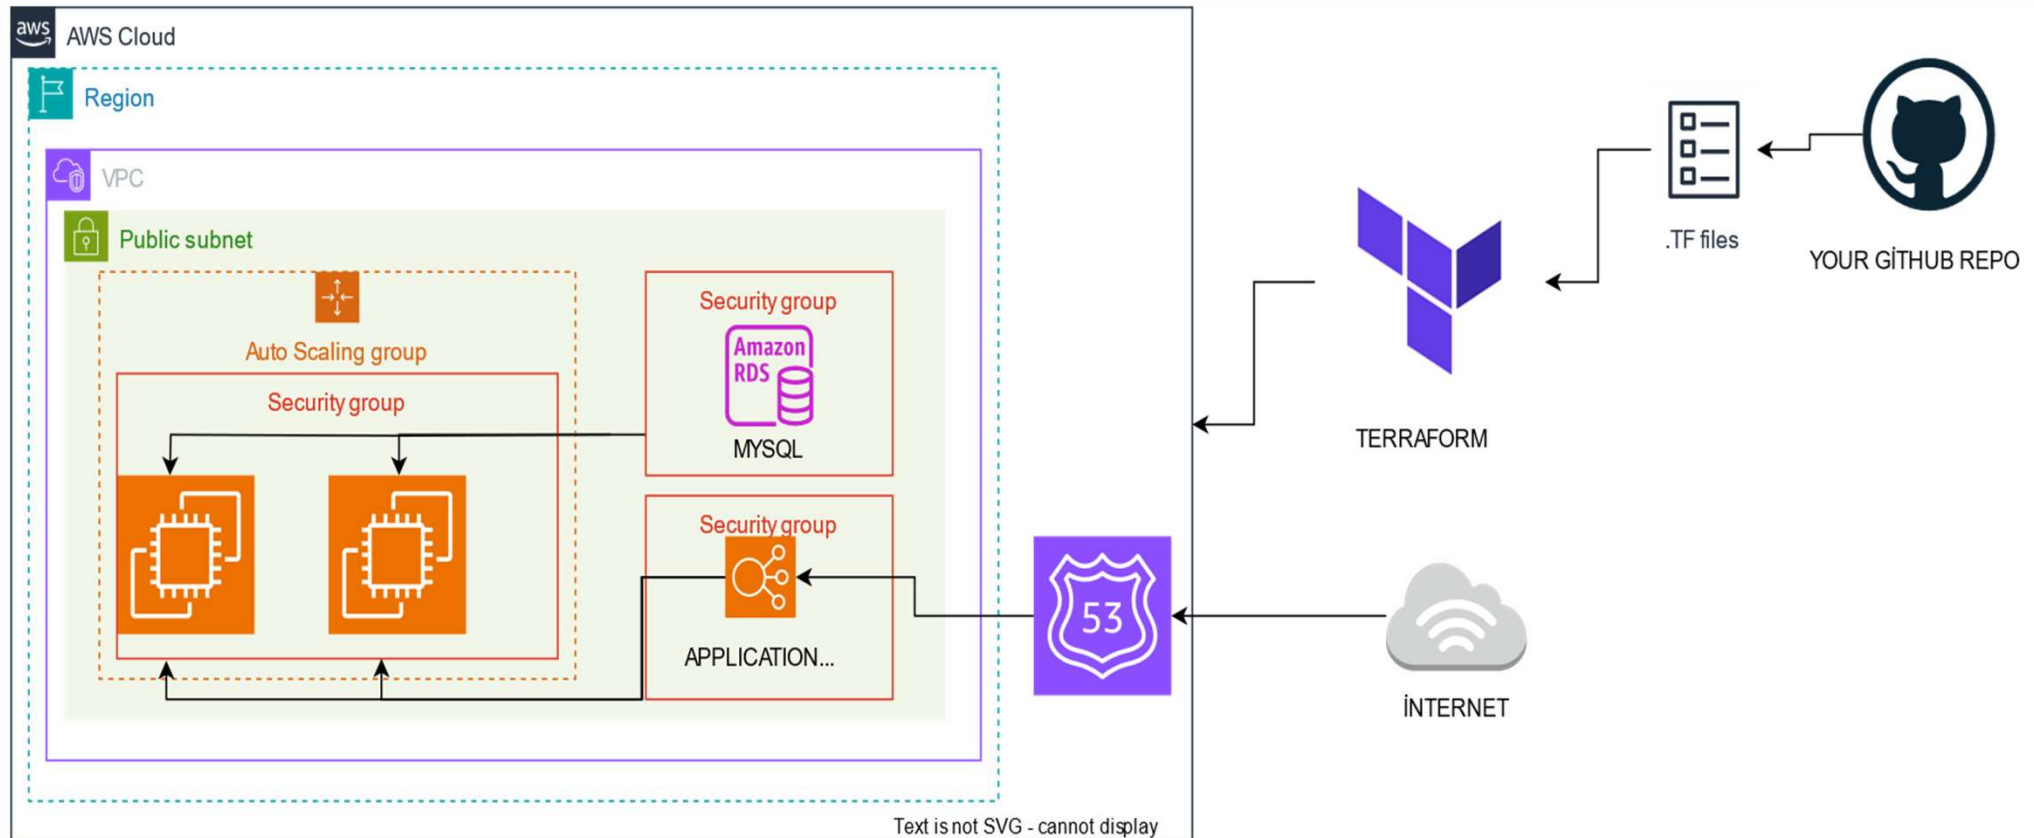 aws
AWS Cloud
Region
VPC
Public subnet
Auto Scaling group
Security group
Security group
Amazon
RDS
MYSQL
Security group
APPLICATION...
53
Text is not SVG - cannot display
TERRAFORM
.TF files
YOUR GİTHUB REPO
İNTERNET